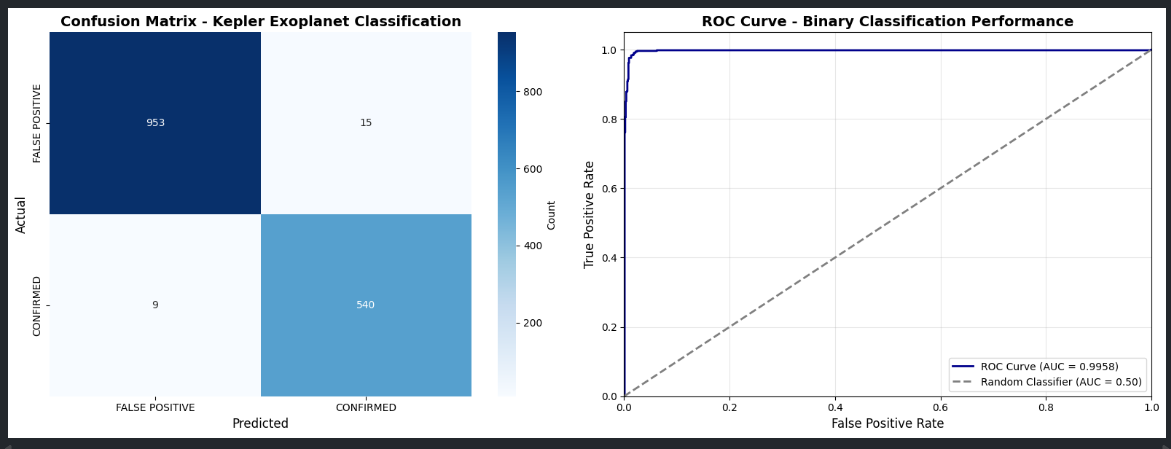 Confusion Matrix - Kepler Exoplanet Classification
FALSE POSITIVE
CONFIRMED
Actual
953
15
9
540
FALSE POSITIVE
CONFIRMED
Predicted
800
600
400
200
Count
ROC Curve - Binary Classification Performance
True Positive Rate
1.0
0.8
0.6
0.4
0.2
0.0
0.0
0.2
0.4
0.6
0.8
1.0
False Positive Rate
ROC Curve (AUC = 0.9958)
Random Classifier (AUC = 0.50)